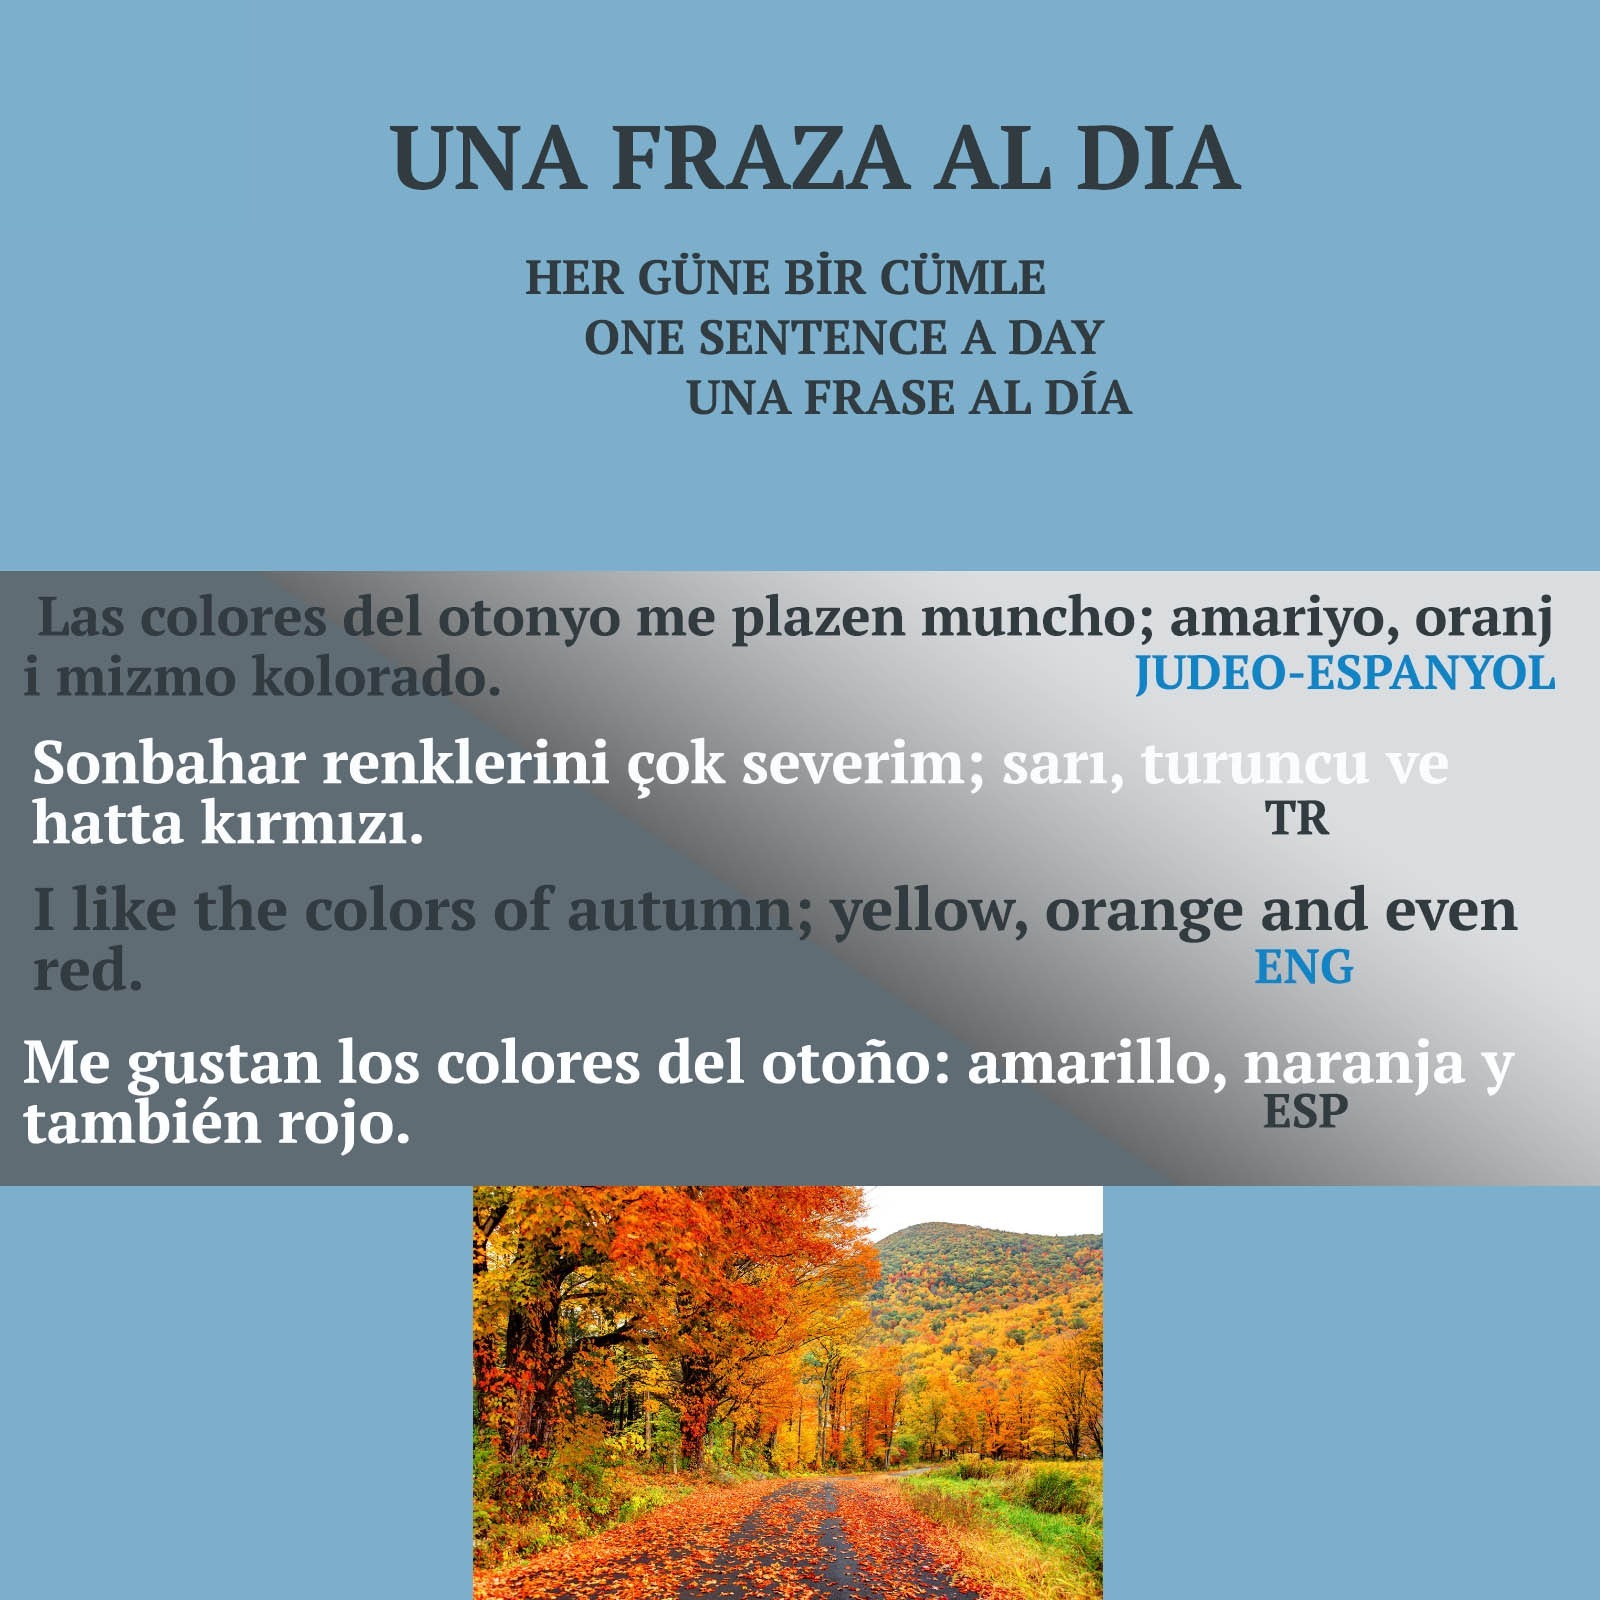 UNA FRAZA AL DIA
HER GÜNE BİR CÜMLE
ONE SENTENCE A DAY
UNA FRASE AL DÍA
Las colores del otonyo me plazen muncho; amariyo, oranj
i mizmo kolorado.
JUDEO-ESPANYOL
Sonbahar renklerini çok severim; sarı, turuncu ve
hatta kırmızı.
TR
I like the colors of autumn; yellow, orange and even
red.
ENG
Me gustan los colores del otoño: amarillo, naranja y
también rojo.
ESP